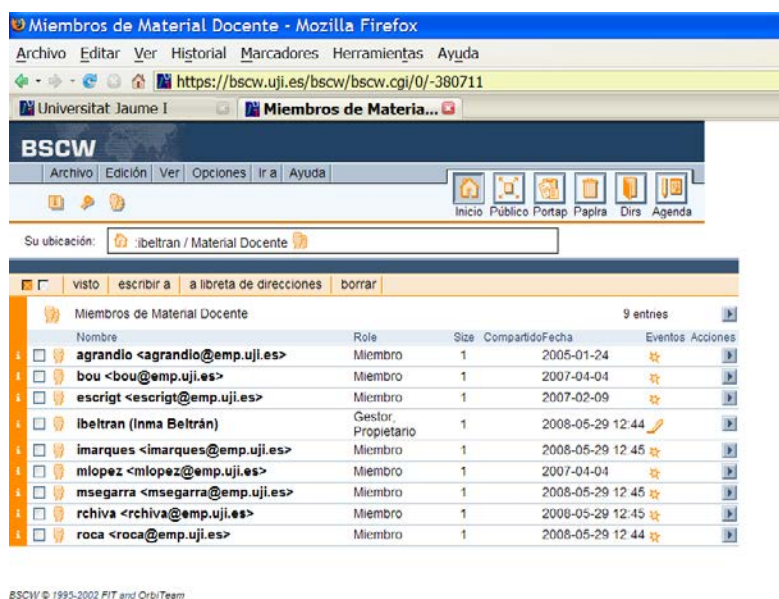 Miembros de Material Docente - Mozilla Firefox
Archivo Editar Ver Historial Marcadores Herramientas Ayuda
https://bscw.uji.es/bscw/bscw.cgi/0/-380711
Universitat Jaume I Miembros de Materia...
BSCW
Archivo Edición Ver Opciones Ir a Ayuda
Inicio Público Portap Paplra Dirs Agenda
Su ubicación: :ibeltran / Material Docente
visto escribir a a libreta de direcciones borrar
Miembros de Material Docente 9 entries
Nombre Role Size CompartidoFecha Eventos Acciones
agrandio <agrandio@emp.uji.es> Miembro 1 2005-01-24
bou <bou@emp.uji.es> Miembro 1 2007-04-04
escrigt <escrigt@emp.uji.es> Miembro 1 2007-02-09
ibeltran (Inma Beltrán) Gestor, Propietario 1 2008-05-29 12:44
imarques <imarques@emp.uji.es> Miembro 1 2008-05-29 12:45
mlopez <mlopez@emp.uji.es> Miembro 1 2007-04-04
msegarra <msegarra@emp.uji.es> Miembro 1 2008-05-29 12:45
rchiva <rchiva@emp.uji.es> Miembro 1 2008-05-29 12:45
roca <roca@emp.uji.es> Miembro 1 2008-05-29 12:44
BSCW © 1995-2002 FIT and OrbiTeam